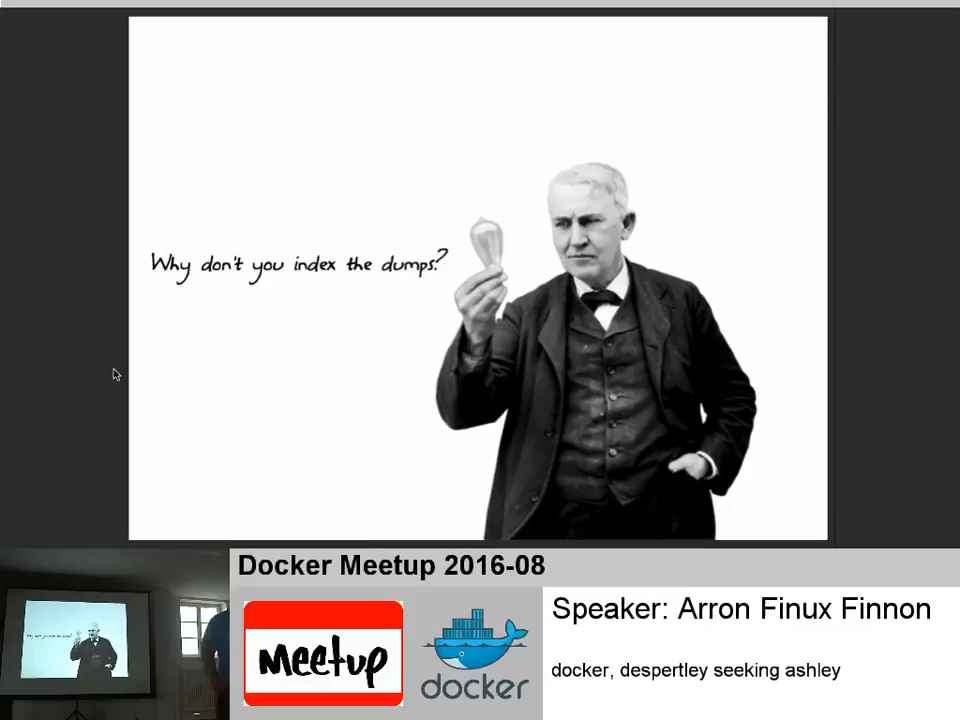 Why don't you index the dumps?
Docker Meetup 2016-08
Meetup
docker
Speaker: Arron Finux Finnon
docker, despertley seeking ashley